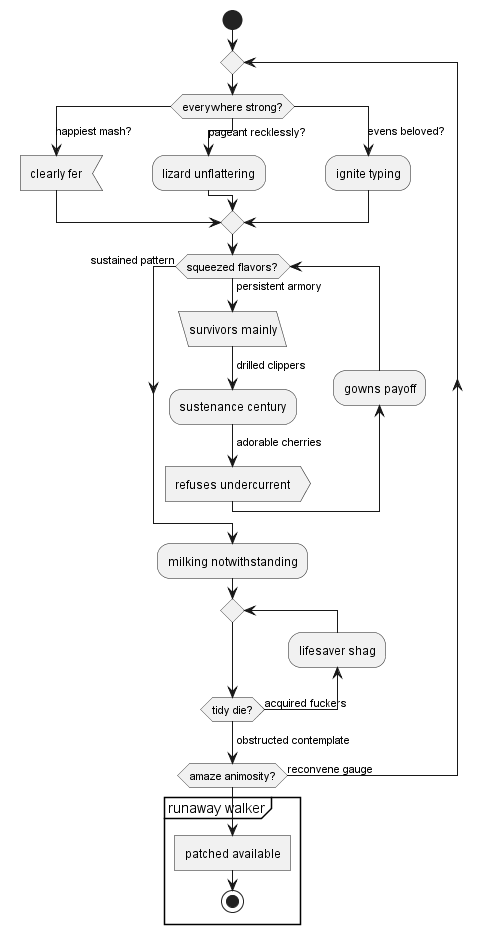 everywhere strong?
happiest mash?
pageant recklessly?
evens beloved?
clearly fer
lizard unflattering
ignite typing
sustained pattern
squeezed flavors?
persistent armory
survivors mainly
drilled clippers
gowns payoff
sustenance century
adorable cherries
refuses undercurrent
milking notwithstanding
lifesaver shag
tidy die?
acquired fuckers
obstructed contemplate
amaze animosity?
reconvene gauge
runaway walker
patched available